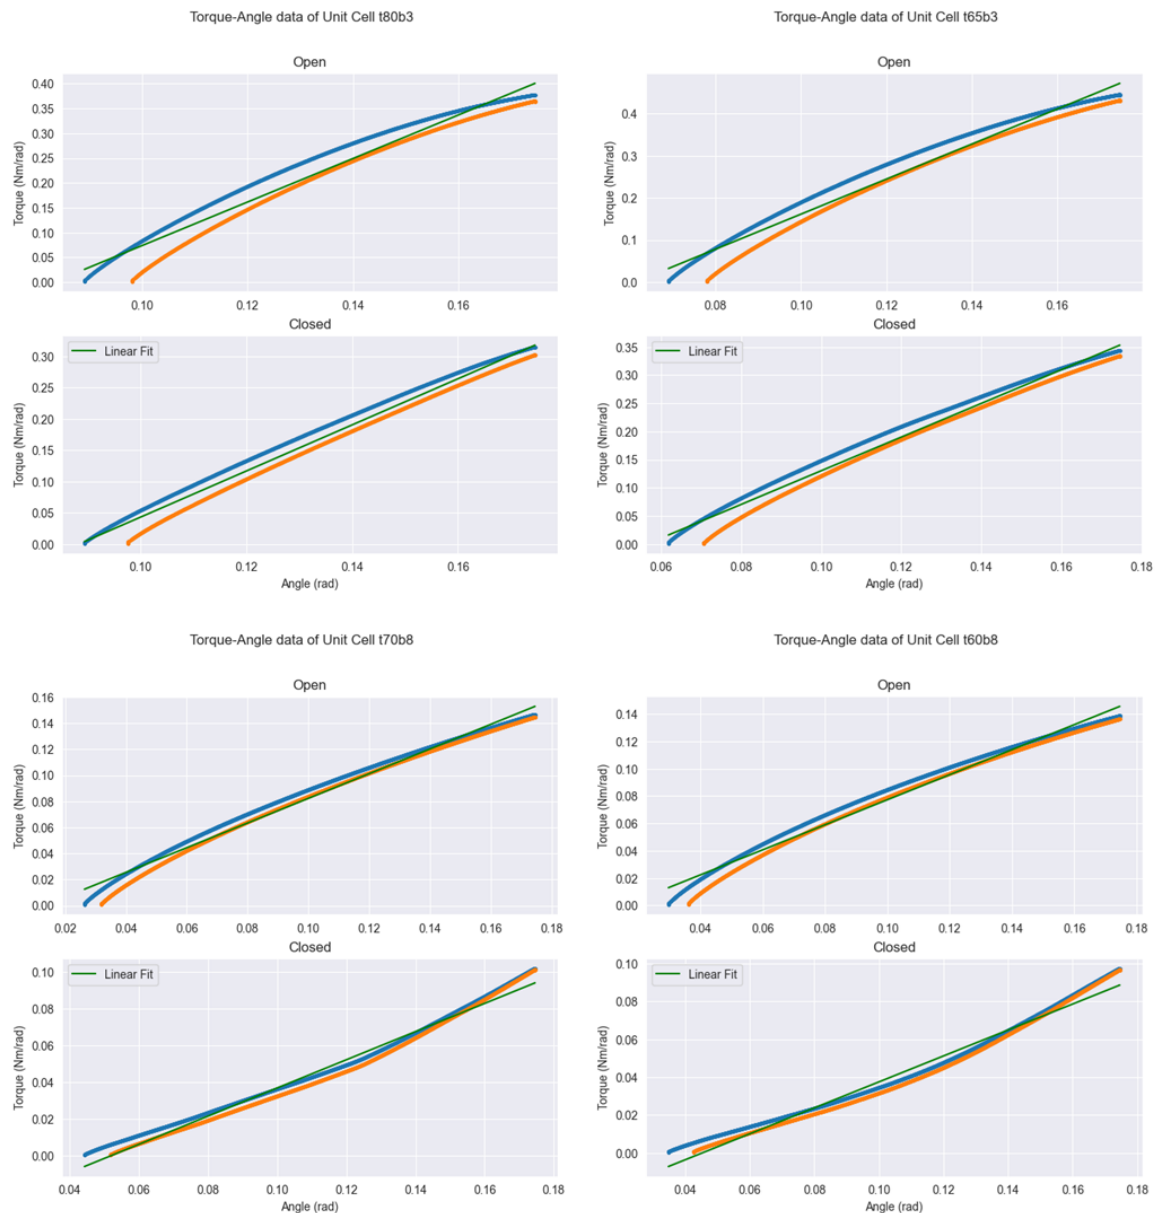 Torque-Angle data of Unit Cell t80b3
Open
Torque (Nm/rad)
0.40
0.35
0.30
0.25
0.20
0.15
0.10
0.05
0.00
0.10 0.12 0.14 0.16
Closed
Linear Fit
Torque (Nm/rad)
0.30
0.25
0.20
0.15
0.10
0.05
0.00
0.10 0.12 0.14 0.16
Angle (rad)
Torque-Angle data of Unit Cell t65b3
Open
Torque (Nm/rad)
0.4
0.3
0.2
0.1
0.0
0.08 0.10 0.12 0.14 0.16
Closed
Linear Fit
Torque (Nm/rad)
0.35
0.30
0.25
0.20
0.15
0.10
0.05
0.00
0.06 0.08 0.10 0.12 0.14 0.16 0.18
Angle (rad)
Torque-Angle data of Unit Cell t70b8
Open
Torque (Nm/rad)
0.16
0.14
0.12
0.10
0.08
0.06
0.04
0.02
0.00
0.02 0.04 0.06 0.08 0.10 0.12 0.14 0.16 0.18
Closed
Linear Fit
Torque (Nm/rad)
0.10
0.08
0.06
0.04
0.02
0.00
0.04 0.06 0.08 0.10 0.12 0.14 0.16 0.18
Angle (rad)
Torque-Angle data of Unit Cell t60b8
Open
Torque (Nm/rad)
0.14
0.12
0.10
0.08
0.06
0.04
0.02
0.00
0.04 0.06 0.08 0.10 0.12 0.14 0.16 0.18
Closed
Linear Fit
Torque (Nm/rad)
0.10
0.08
0.06
0.04
0.02
0.00
0.04 0.06 0.08 0.10 0.12 0.14 0.16 0.18
Angle (rad)